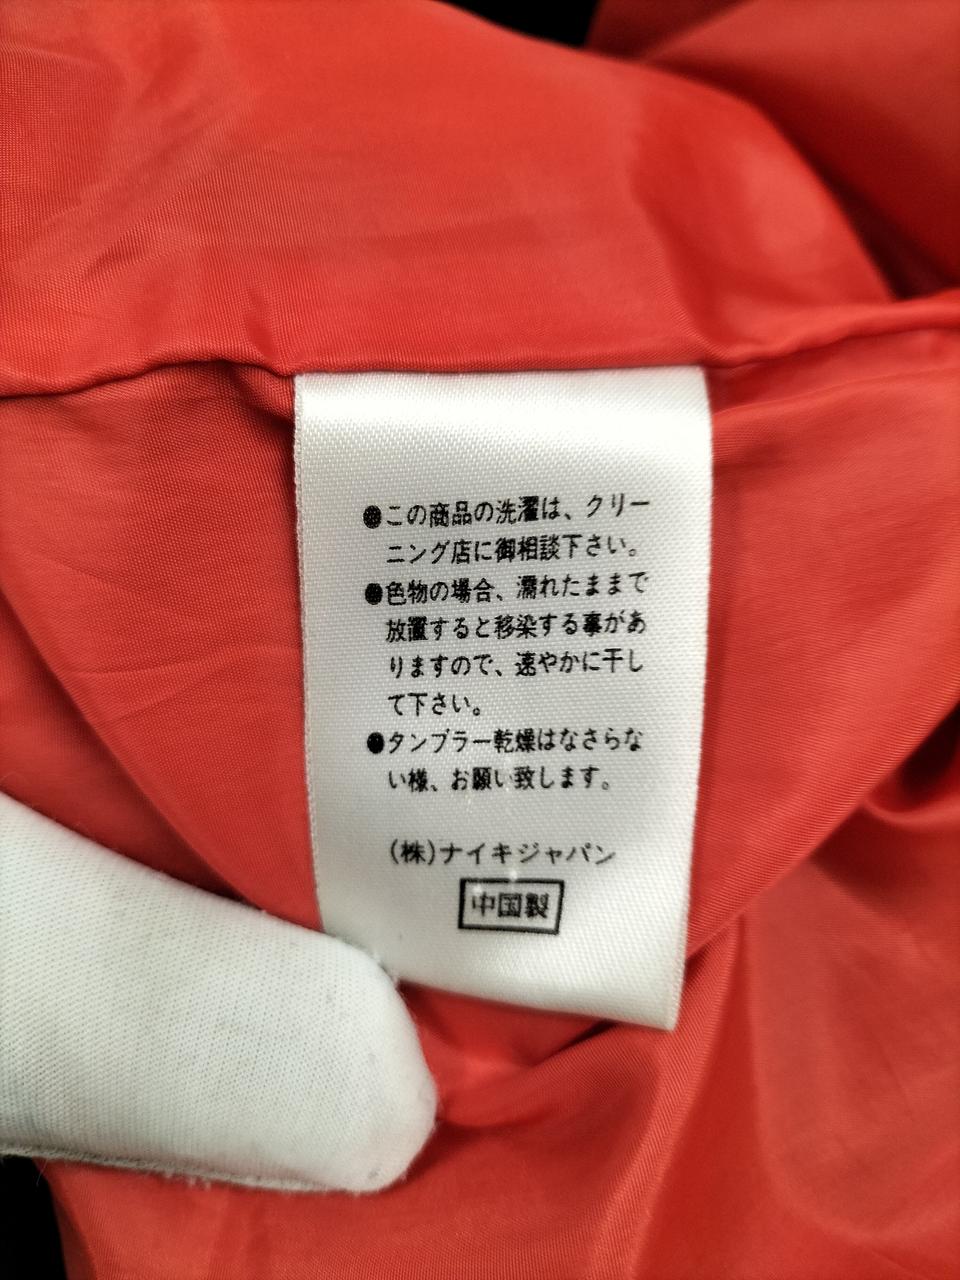 ●この商品の洗濯は、クリー
ニング店に御相談下さい。
●色物の場合、濡れたままで
放置すると移染する事があ
りますので、速やかに干し
て下さい。
●タンブラー乾燥はなさらな
い様、お願い致します。
(株)ナイキジャパン
中国製